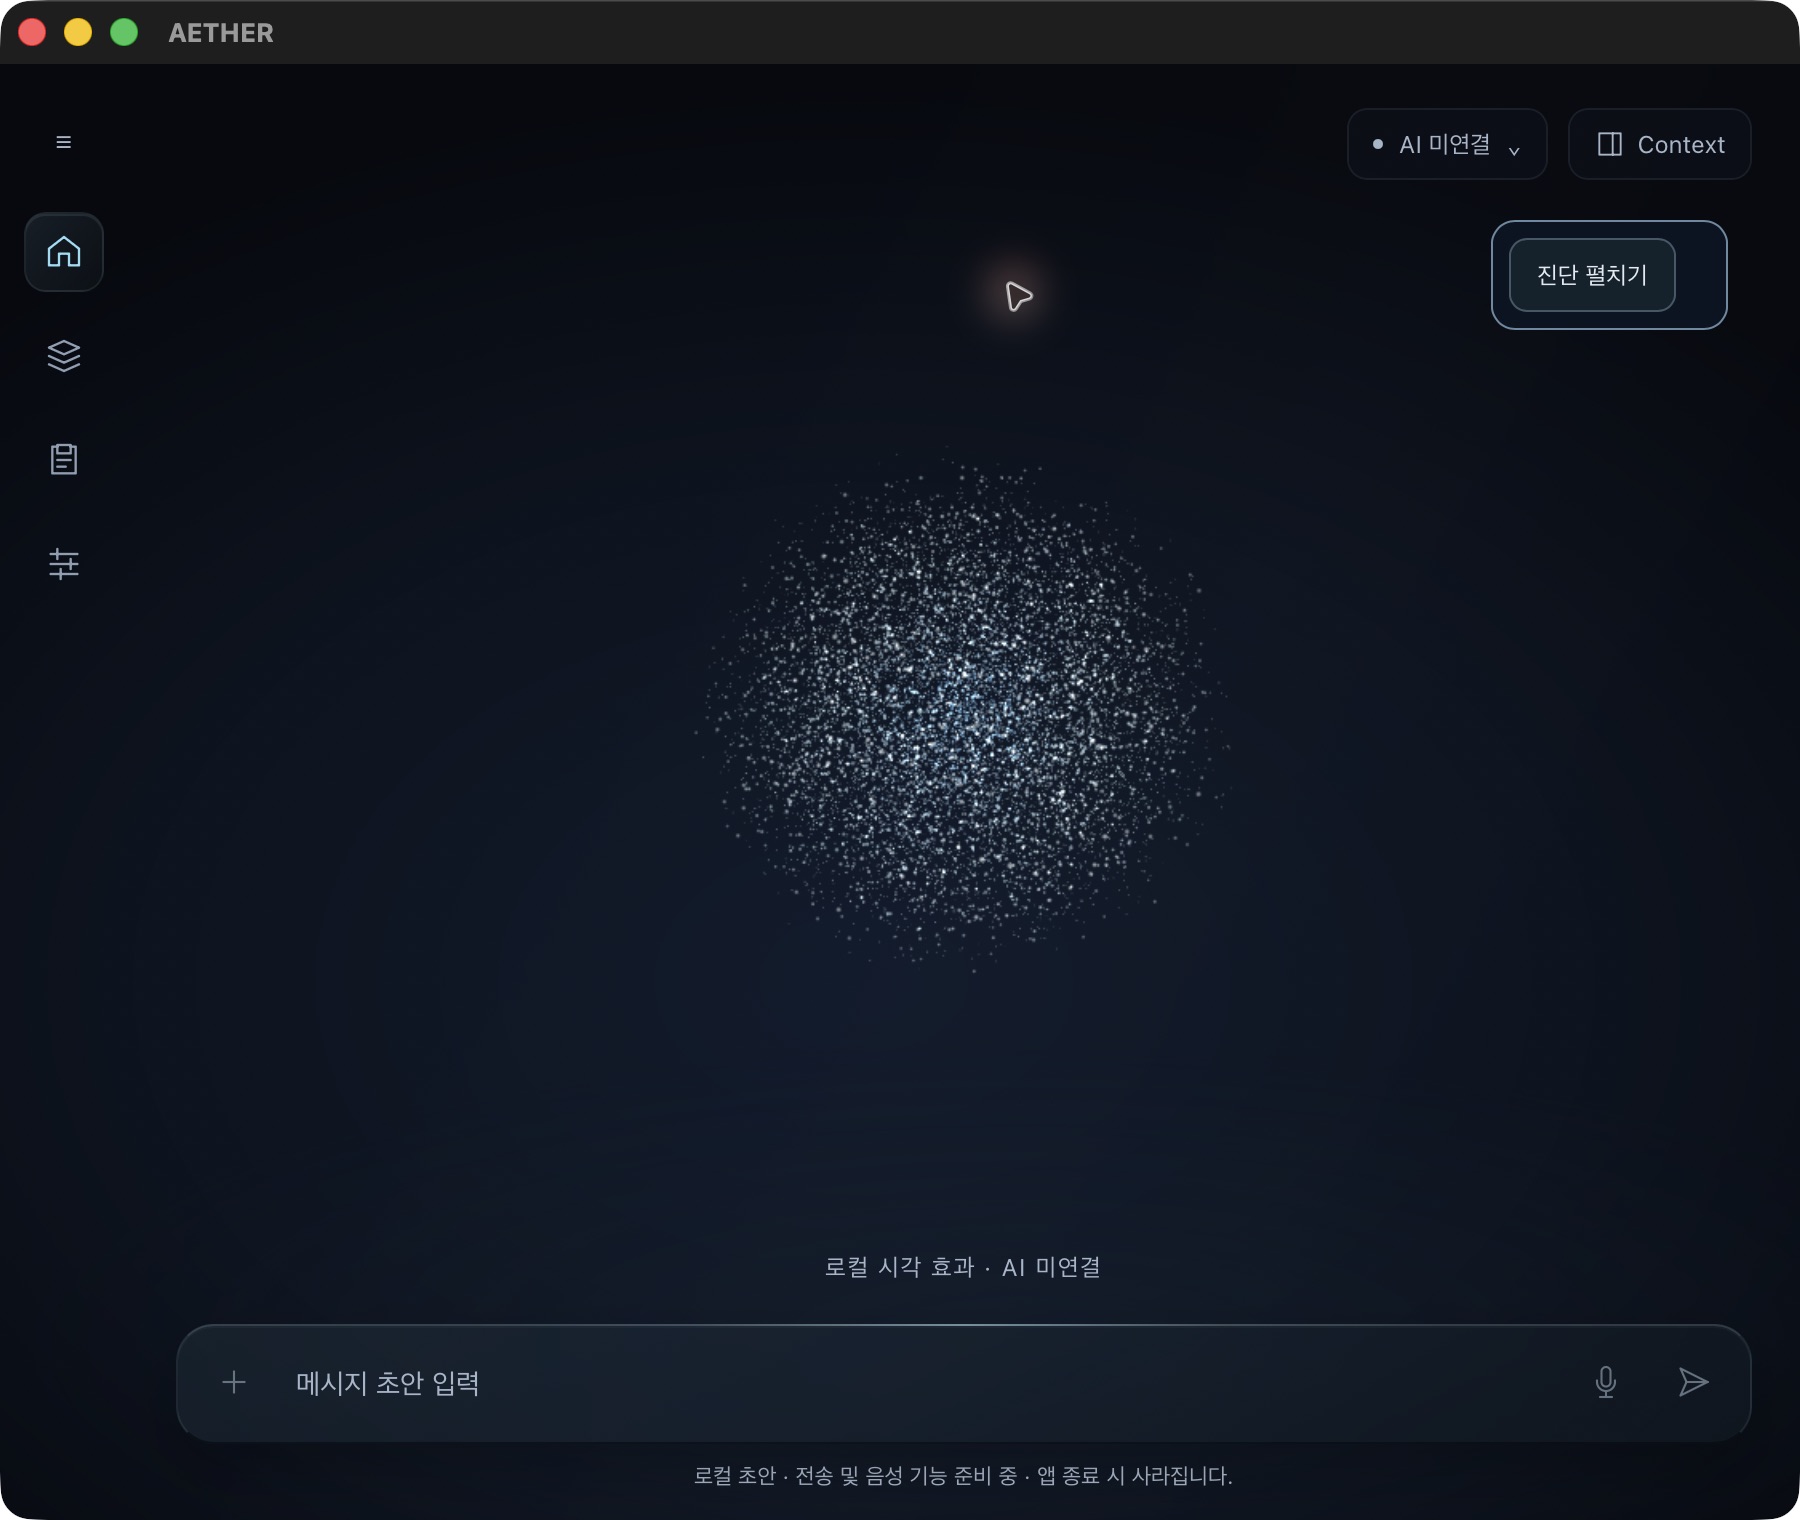 AETHER
AI 미연결
Context
진단 펼치기
로컬 시각 효과 · AI 미연결
메시지 초안 입력
로컬 초안 · 전송 및 음성 기능 준비 중 · 앱 종료 시 사라집니다.